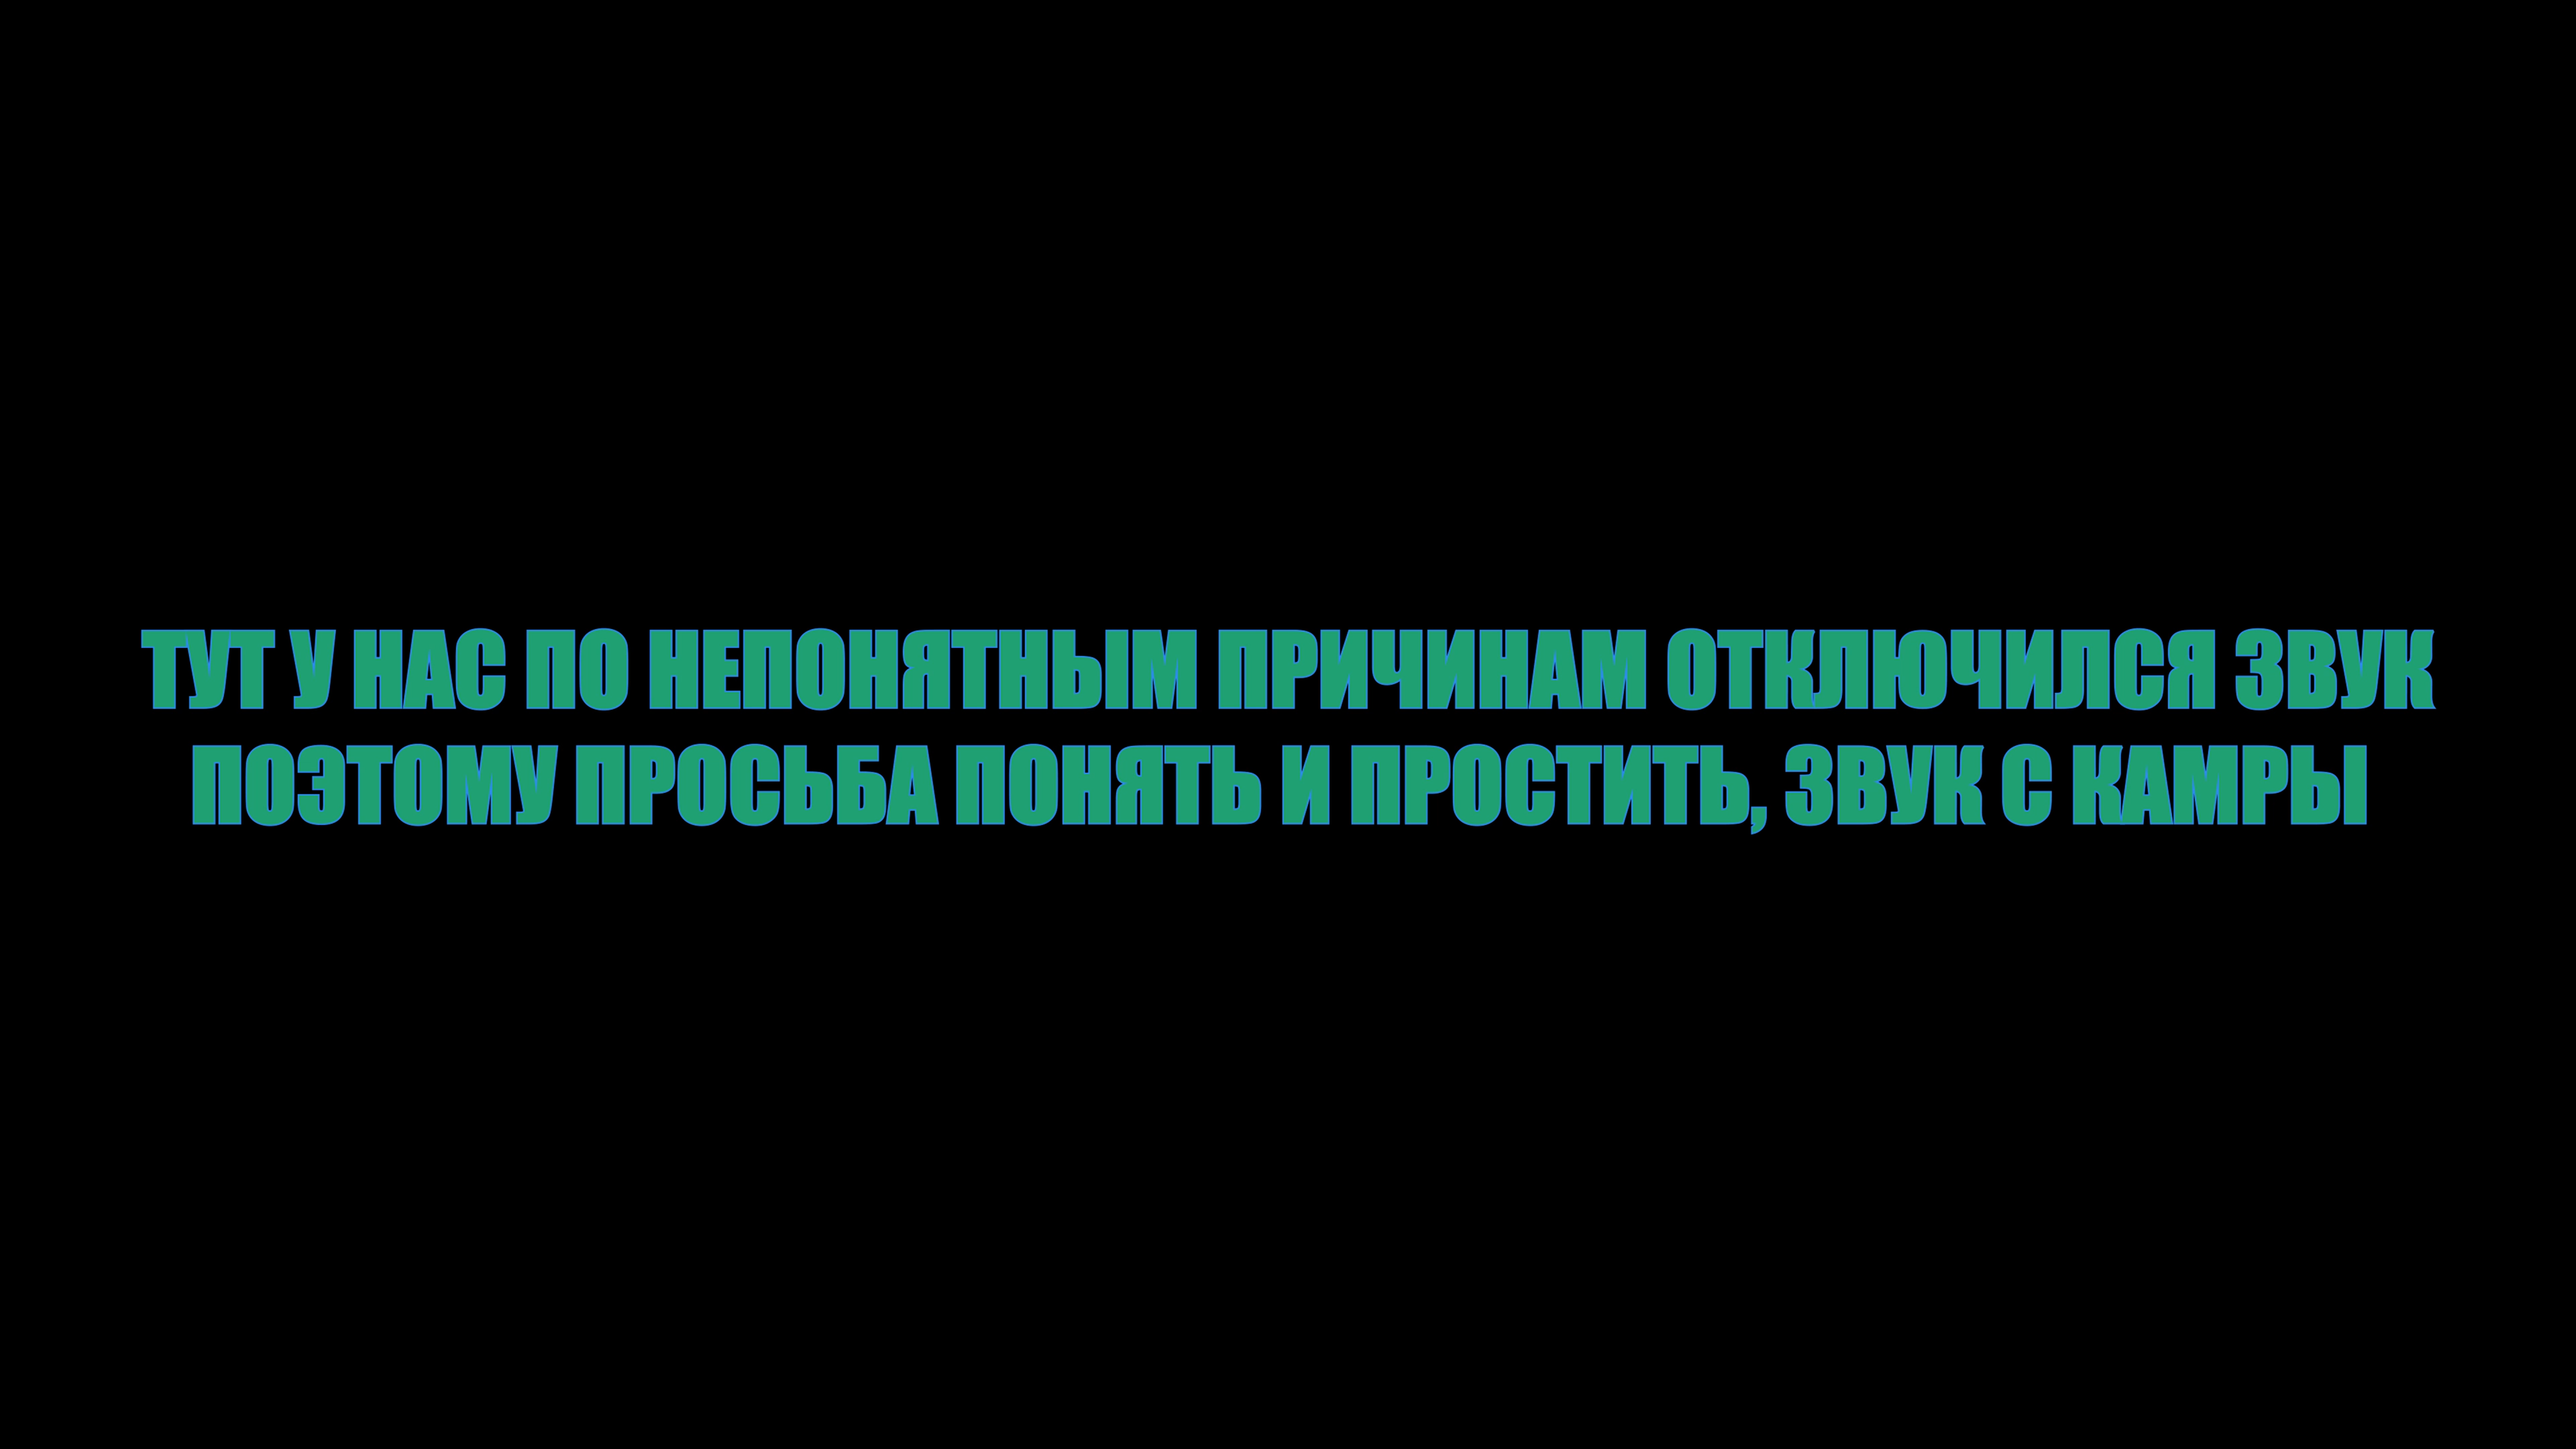 ТУТ У НАС ПО НЕПОНЯТНЫМ ПРИЧИНАМ ОТКЛЮЧИЛСЯ ЗВУК
ПОЭТОМУ ПРОСЬБА ПОНЯТЬ И ПРОСТИТЬ, ЗВУК С КАМРЫ